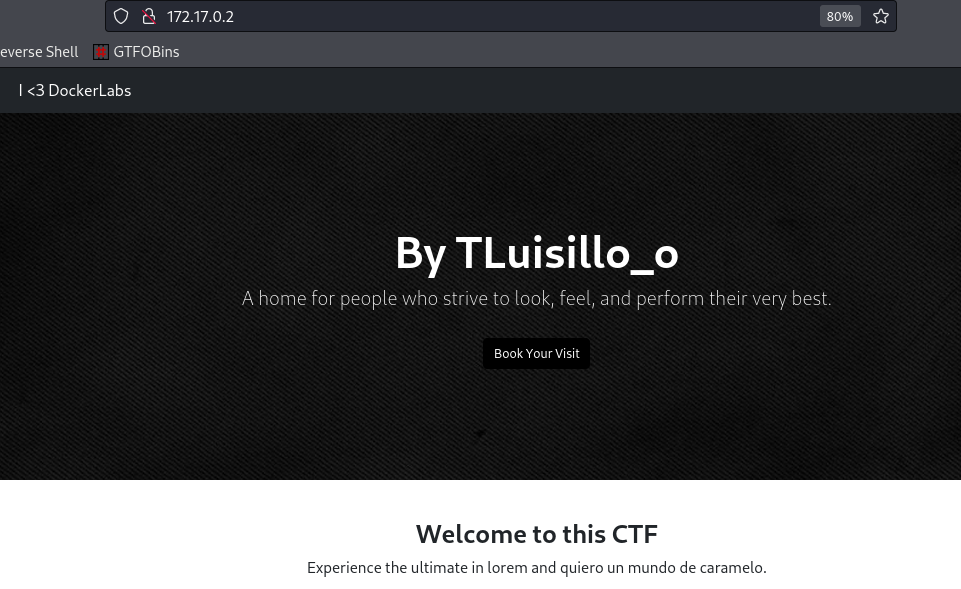 172.17.0.2
80%
everse Shell
GTFOBins
I <3 DockerLabs
By TLuisillo_o
A home for people who strive to look, feel, and perform their very best.
Book Your Visit
Welcome to this CTF
Experience the ultimate in lorem and quiero un mundo de caramelo.